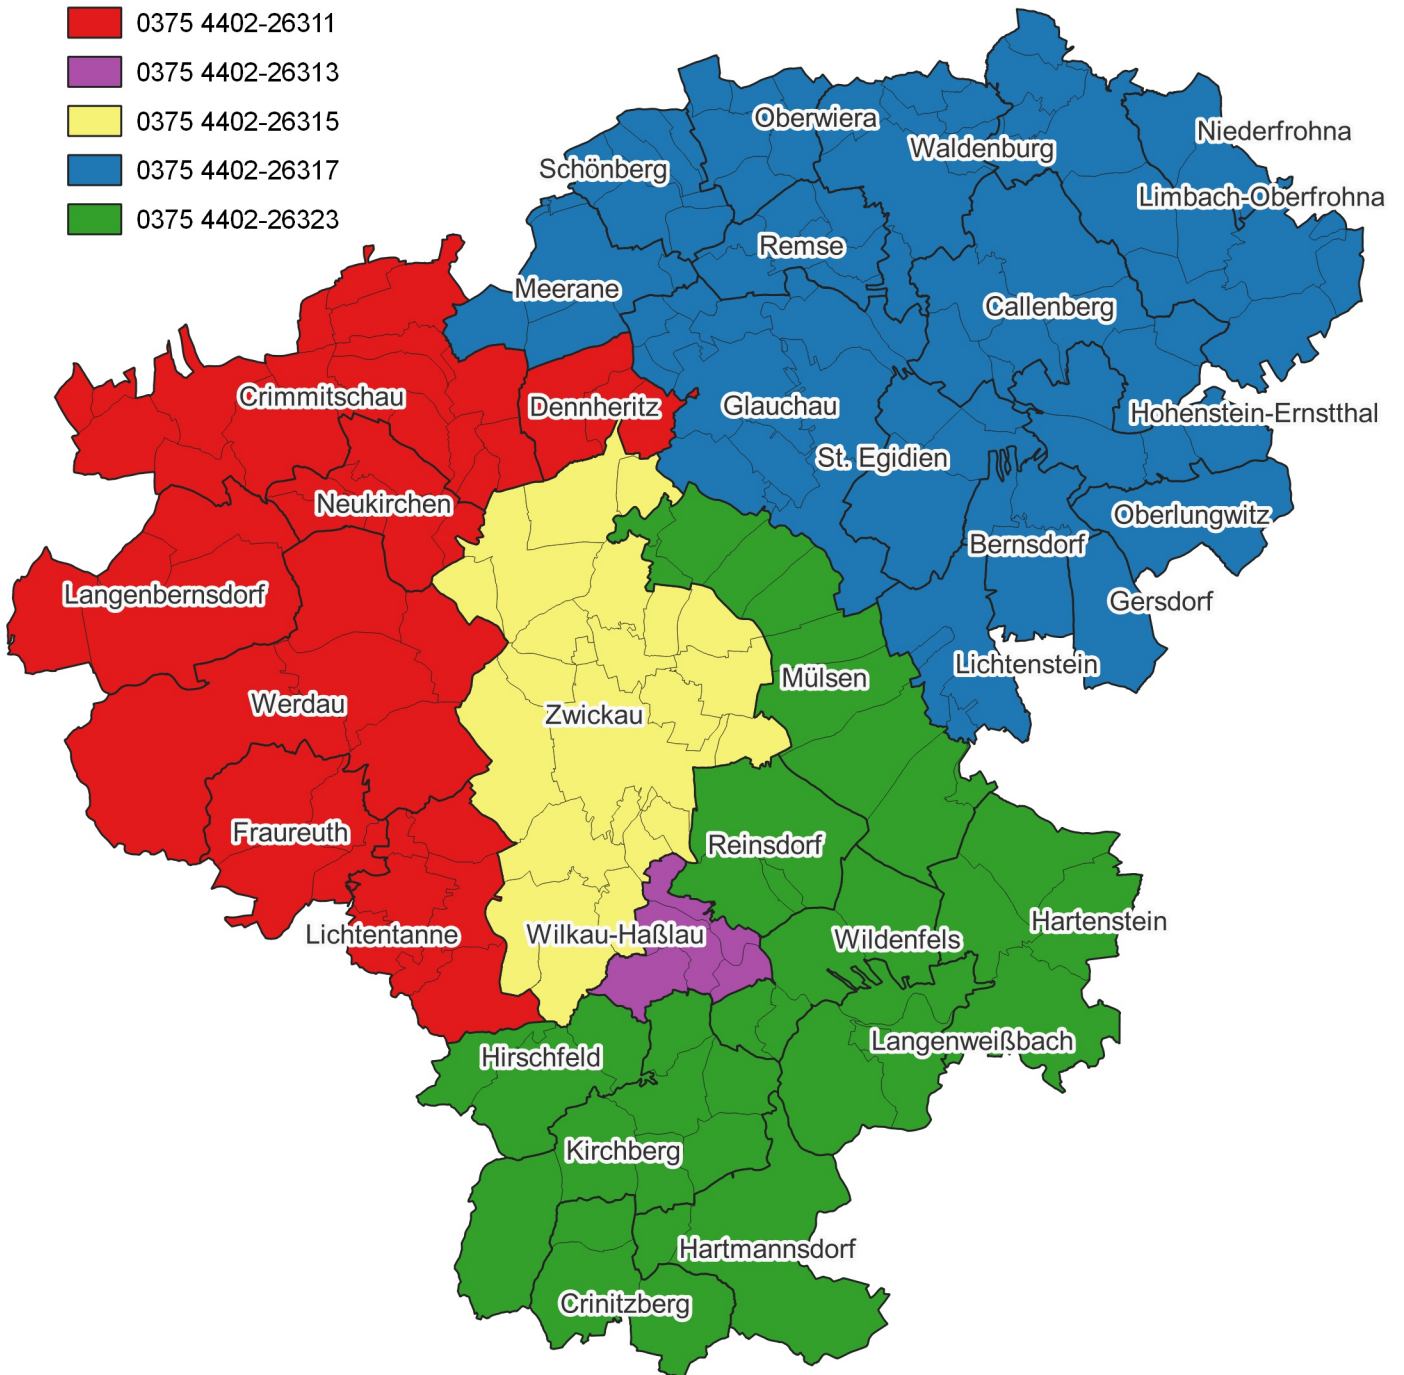 0375 4402-26311
0375 4402-26313
0375 4402-26315
0375 4402-26317
0375 4402-26323
Oberwiera
Niederfrohna
Waldenburg
Schönberg
Limbach-Oberfrohna
Remse
Meerane
Callenberg
Crimmitschau
Dennheritz
Glauchau
Hohenstein-Ernstthal
St. Egidien
Neukirchen
Oberlungwitz
Bernsdorf
Langenbernsdorf
Gersdorf
Lichtenstein
Mülsen
Werdau
Zwickau
Fraureuth
Reinsdorf
Hartenstein
Lichtentanne
Wilkau-Haßlau
Wildenfels
Langenweißbach
Hirschfeld
Kirchberg
Hartmannsdorf
Crinitzberg